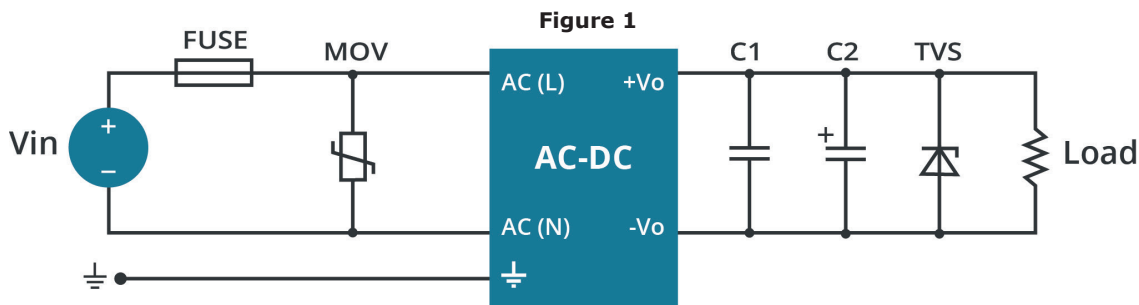 Figure 1
FUSE
MOV
C1
C2
TVS
AC (L)
+Vo
+
Vin
−
AC-DC
+
Load
AC (N)
-Vo